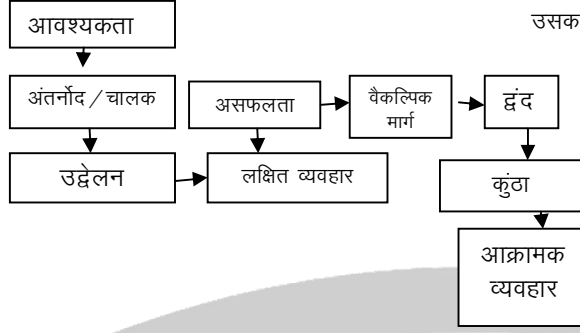 आवश्यकता
उसक
अंतर्नोद / चालक
असफलता
वैकल्पिक
मार्ग
द्वंद
उद्वेलन
लक्षित व्यवहार
कुंठा
आक्रामक
व्यवहार